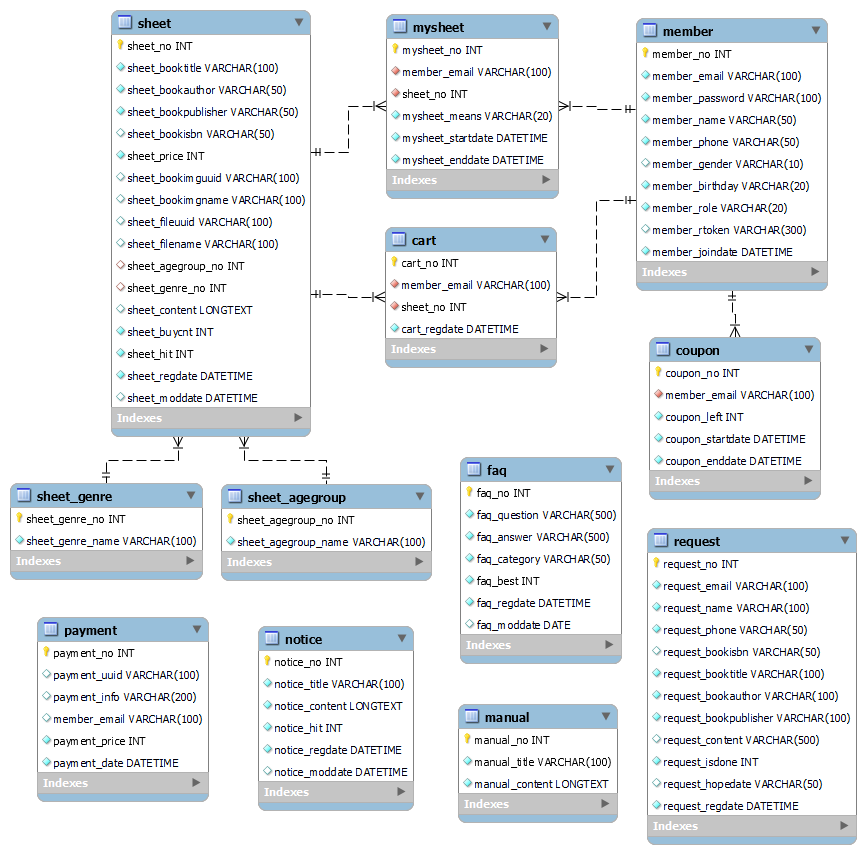 sheet
sheet_no INT
sheet_booktitle VARCHAR(100)
sheet_bookauthor VARCHAR(50)
sheet_bookpublisher VARCHAR(50)
sheet_bookisbn VARCHAR(50)
sheet_price INT
sheet_bookimguuid VARCHAR(100)
sheet_bookimgname VARCHAR(100)
sheet_fileuuid VARCHAR(100)
sheet_filename VARCHAR(100)
sheet_agegroup_no INT
sheet_genre_no INT
sheet_content LONGTEXT
sheet_buycnt INT
sheet_hit INT
sheet_regdate DATETIME
sheet_moddate DATETIME
Indexes
mysheet
mysheet_no INT
member_email VARCHAR(100)
sheet_no INT
mysheet_means VARCHAR(20)
mysheet_startdate DATETIME
mysheet_enddate DATETIME
Indexes
member
member_no INT
member_email VARCHAR(100)
member_password VARCHAR(100)
member_name VARCHAR(50)
member_phone VARCHAR(50)
member_gender VARCHAR(10)
member_birthday VARCHAR(20)
member_role VARCHAR(20)
member_rtoken VARCHAR(300)
member_joindate DATETIME
Indexes
cart
cart_no INT
member_email VARCHAR(100)
sheet_no INT
cart_regdate DATETIME
Indexes
coupon
coupon_no INT
member_email VARCHAR(100)
coupon_left INT
coupon_startdate DATETIME
coupon_enddate DATETIME
Indexes
sheet_genre
sheet_genre_no INT
sheet_genre_name VARCHAR(100)
Indexes
sheet_agegroup
sheet_agegroup_no INT
sheet_agegroup_name VARCHAR(100)
Indexes
faq
faq_no INT
faq_question VARCHAR(500)
faq_answer VARCHAR(500)
faq_category VARCHAR(50)
faq_best INT
faq_regdate DATETIME
faq_moddate DATE
Indexes
request
request_no INT
request_email VARCHAR(100)
request_name VARCHAR(100)
request_phone VARCHAR(50)
request_bookisbn VARCHAR(50)
request_booktitle VARCHAR(100)
request_bookauthor VARCHAR(100)
request_bookpublisher VARCHAR(100)
request_content VARCHAR(500)
request_isdone INT
request_hopedate VARCHAR(50)
request_regdate DATETIME
Indexes
payment
payment_no INT
payment_uuid VARCHAR(100)
payment_info VARCHAR(200)
member_email VARCHAR(100)
payment_price INT
payment_date DATETIME
Indexes
notice
notice_no INT
notice_title VARCHAR(100)
notice_content LONGTEXT
notice_hit INT
notice_regdate DATETIME
notice_moddate DATETIME
Indexes
manual
manual_no INT
manual_title VARCHAR(100)
manual_content LONGTEXT
Indexes